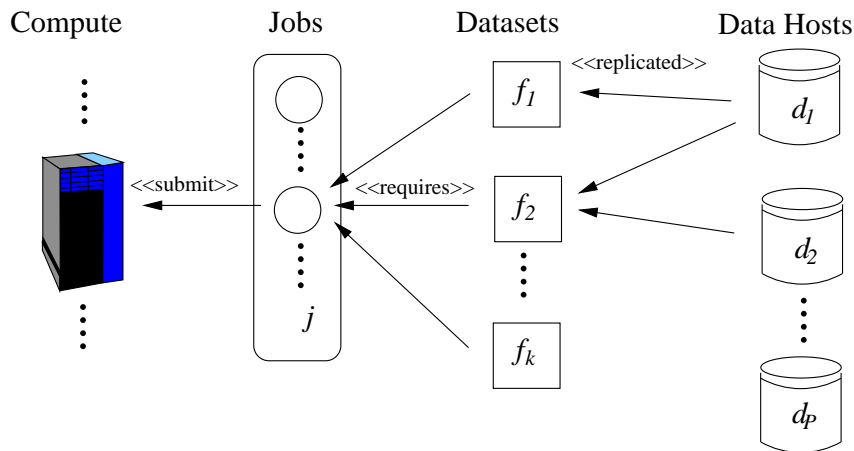 Compute Jobs Datasets Data Hosts
<<replicated>>
f1 d1
<<submit>> <<requires>>
f2 d2
j
fk
dP